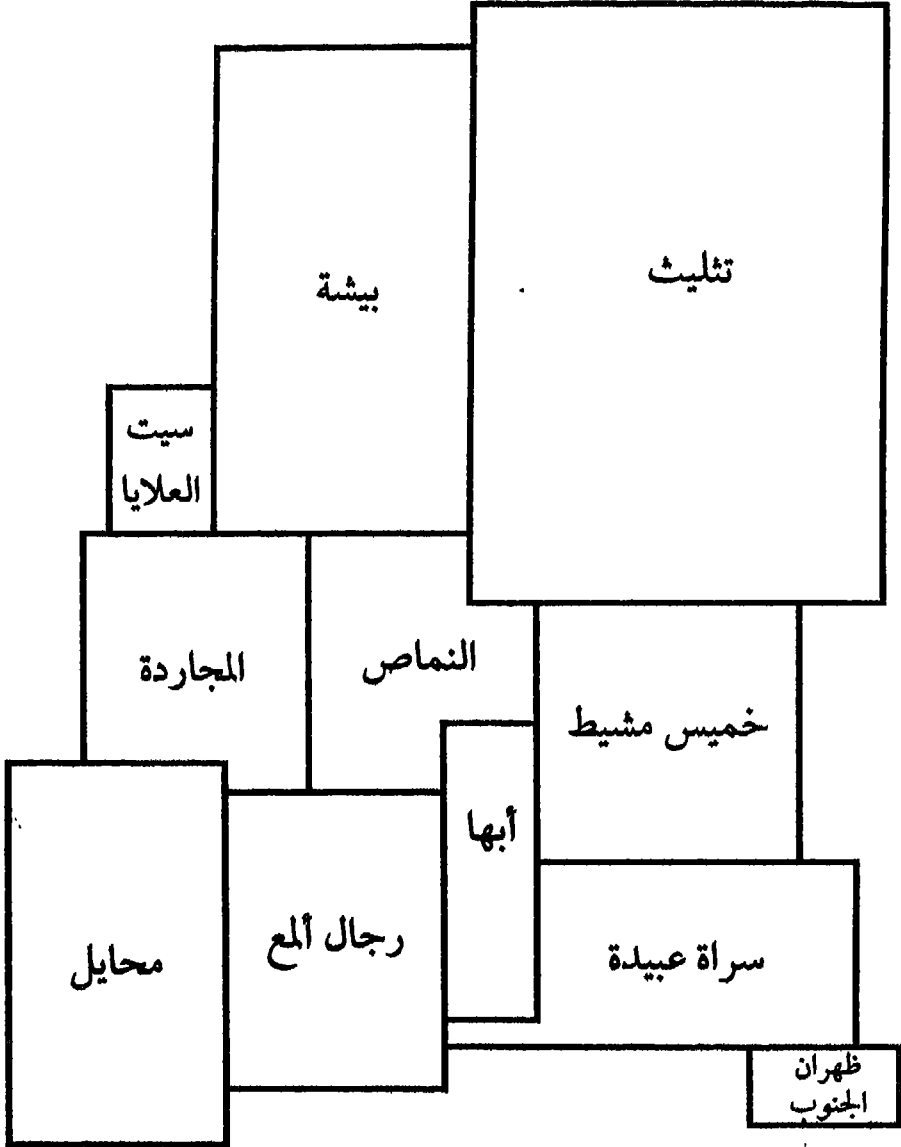 تثليث
بيشة
سيت
العلايا
النماص
المجاردة
خميس مشيط
أبها
رجال ألمع
سراة عبيدة
محايل
ظهران
الجنوب